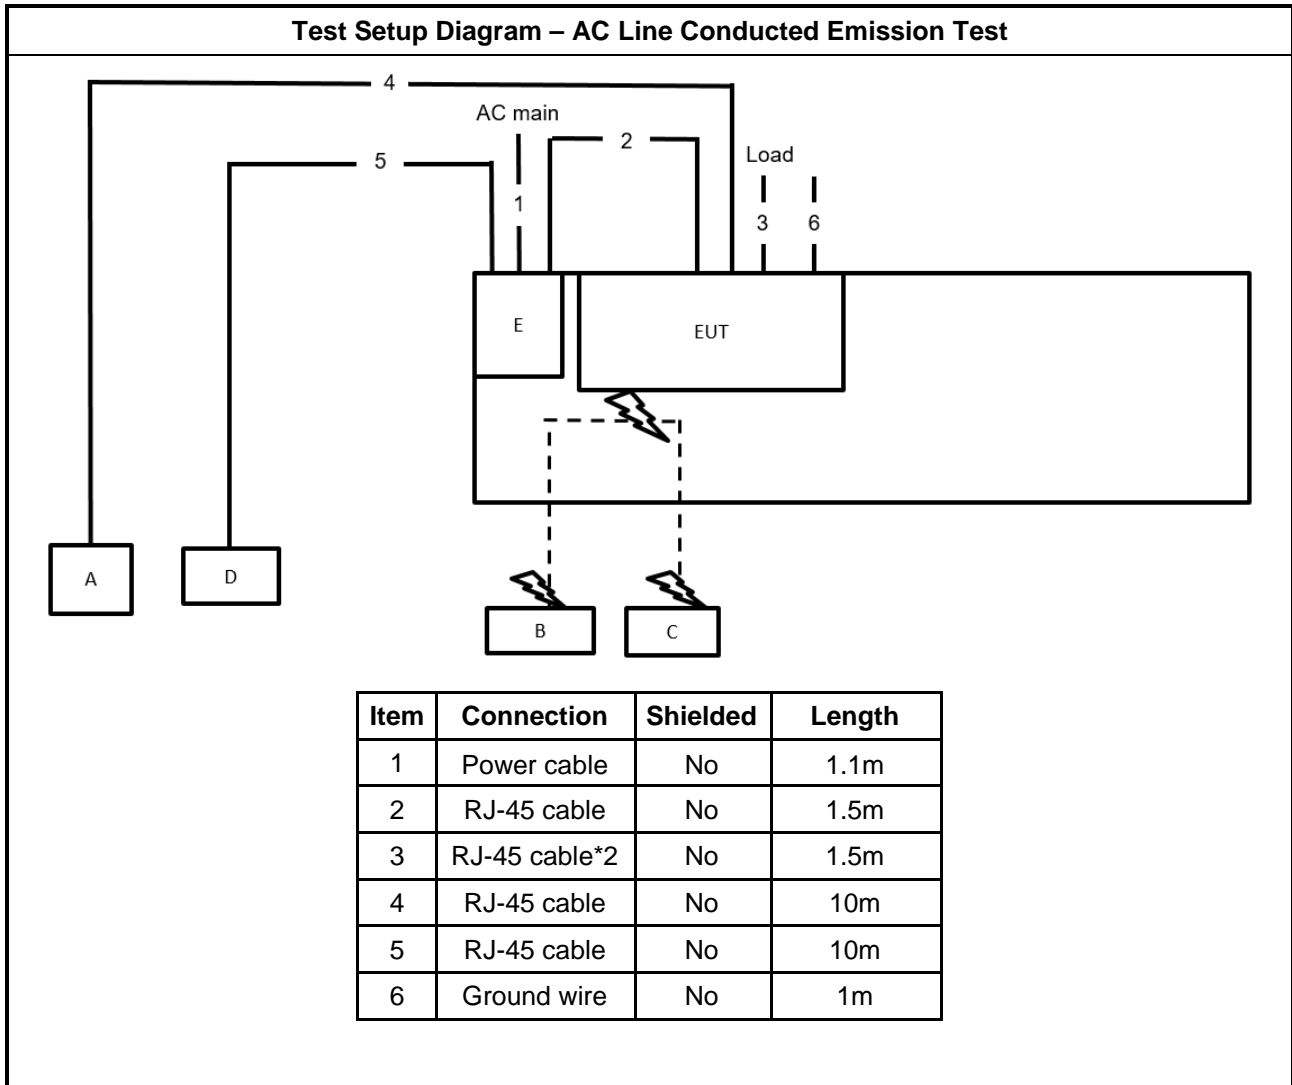 Test Setup Diagram – AC Line Conducted Emission Test
4
AC main
5
2
Load
1
3
6
E
EUT
A
D
B
C
Item Connection Shielded Length
1 Power cable No 1.1m
2 RJ-45 cable No 1.5m
3 RJ-45 cable*2 No 1.5m
4 RJ-45 cable No 10m
5 RJ-45 cable No 10m
6 Ground wire No 1m